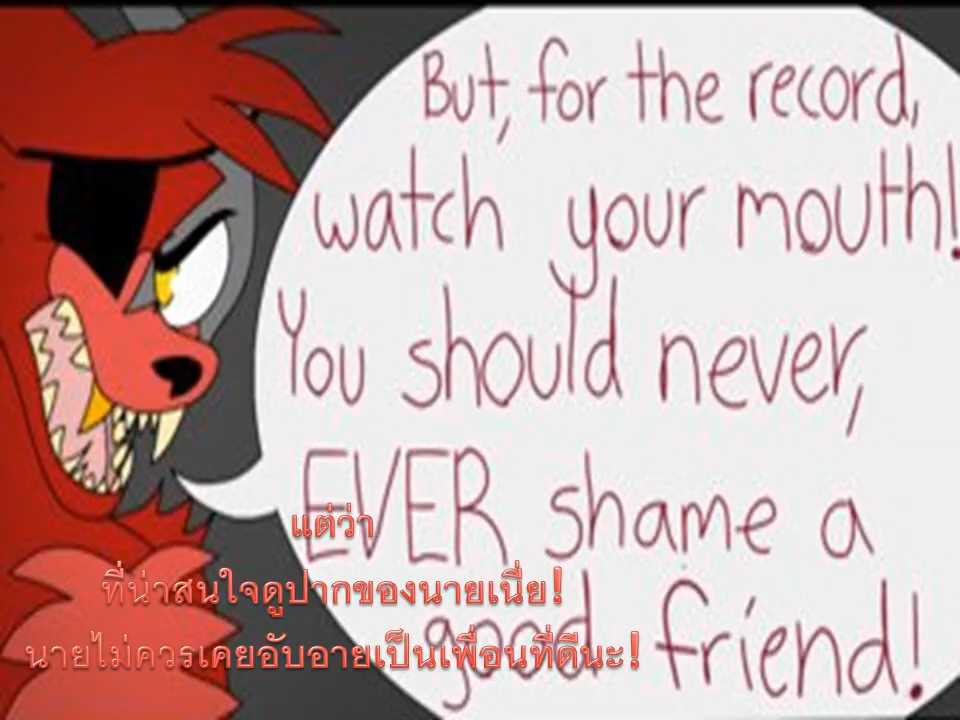 But, for the record,
watch your mouth!
You should never,
EVER shame a
good friend!
แต่ว่า
ที่น่าสนใจดูปากของนายเนี่ย!
นายไม่ควรเคยอับอายเป็นเพื่อนที่ดีนะ!